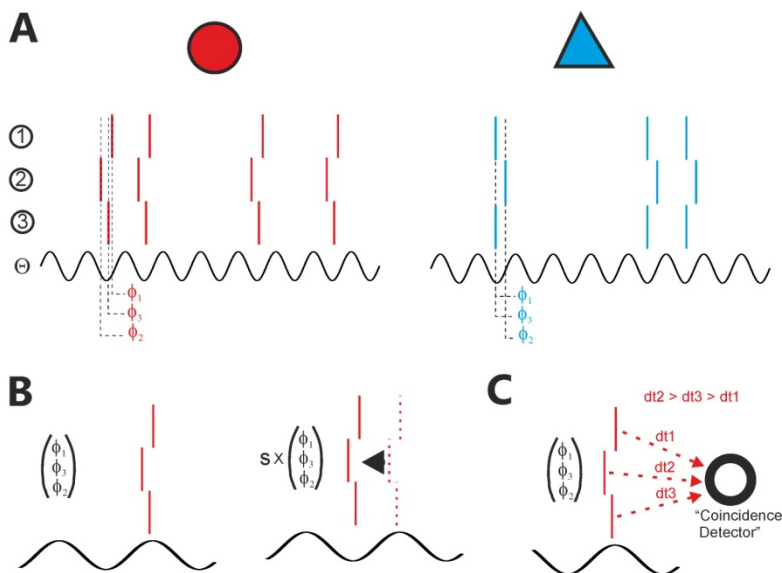 A
①
②
③
Θ
ϕ1
ϕ3
ϕ2
ϕ1
ϕ3
ϕ2
B
ϕ1
ϕ3
ϕ2
s x
ϕ1
ϕ3
ϕ2
C
dt2 > dt3 > dt1
ϕ1
ϕ3
ϕ2
dt1
dt2
dt3
"Coincidence
Detector"